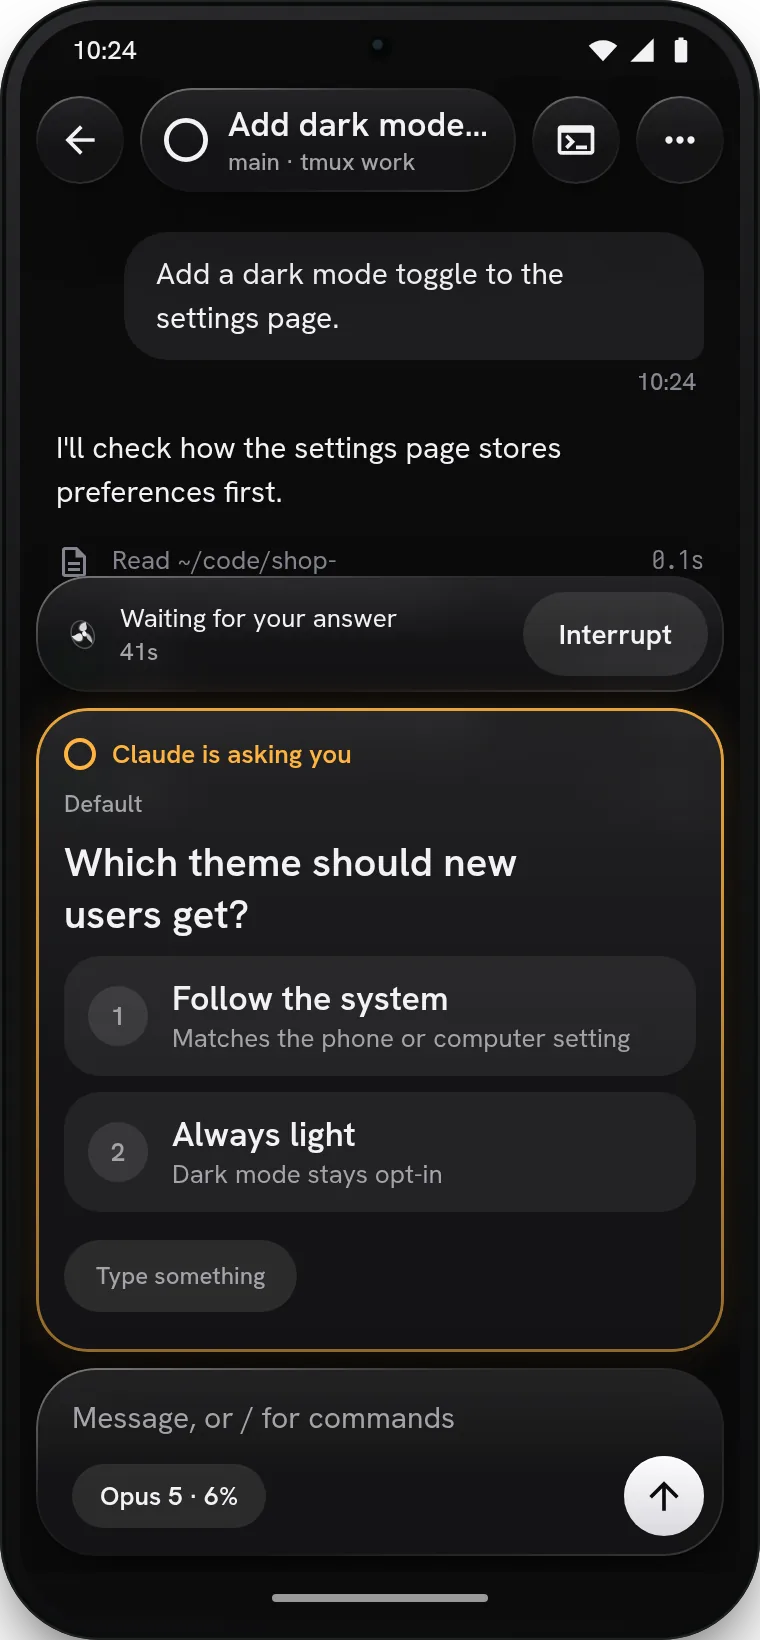 10:24
Add dark mode...
main · tmux work
Add a dark mode toggle to the
settings page.
10:24
I'll check how the settings page stores
preferences first.
Read ~/code/shop-
0.1s
Waiting for your answer
41s
Interrupt
Claude is asking you
Default
Which theme should new
users get?
1
Follow the system
Matches the phone or computer setting
2
Always light
Dark mode stays opt-in
Type something
Message, or / for commands
Opus 5 · 6%